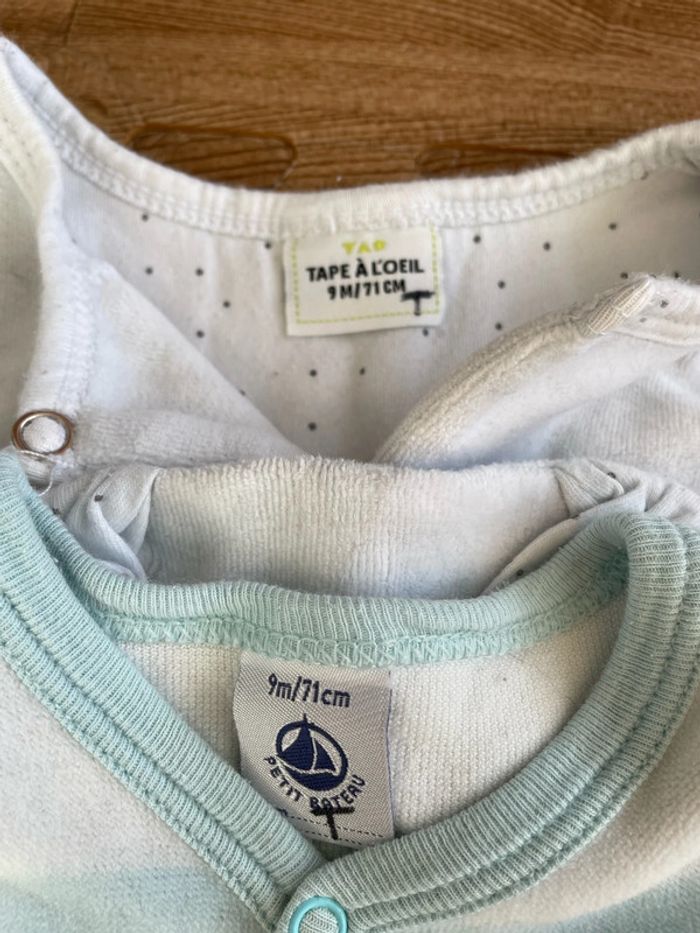 TAO
TAPE À L'OEIL
9M/71CM
T
9m/71cm
PETIT BATEAU
T